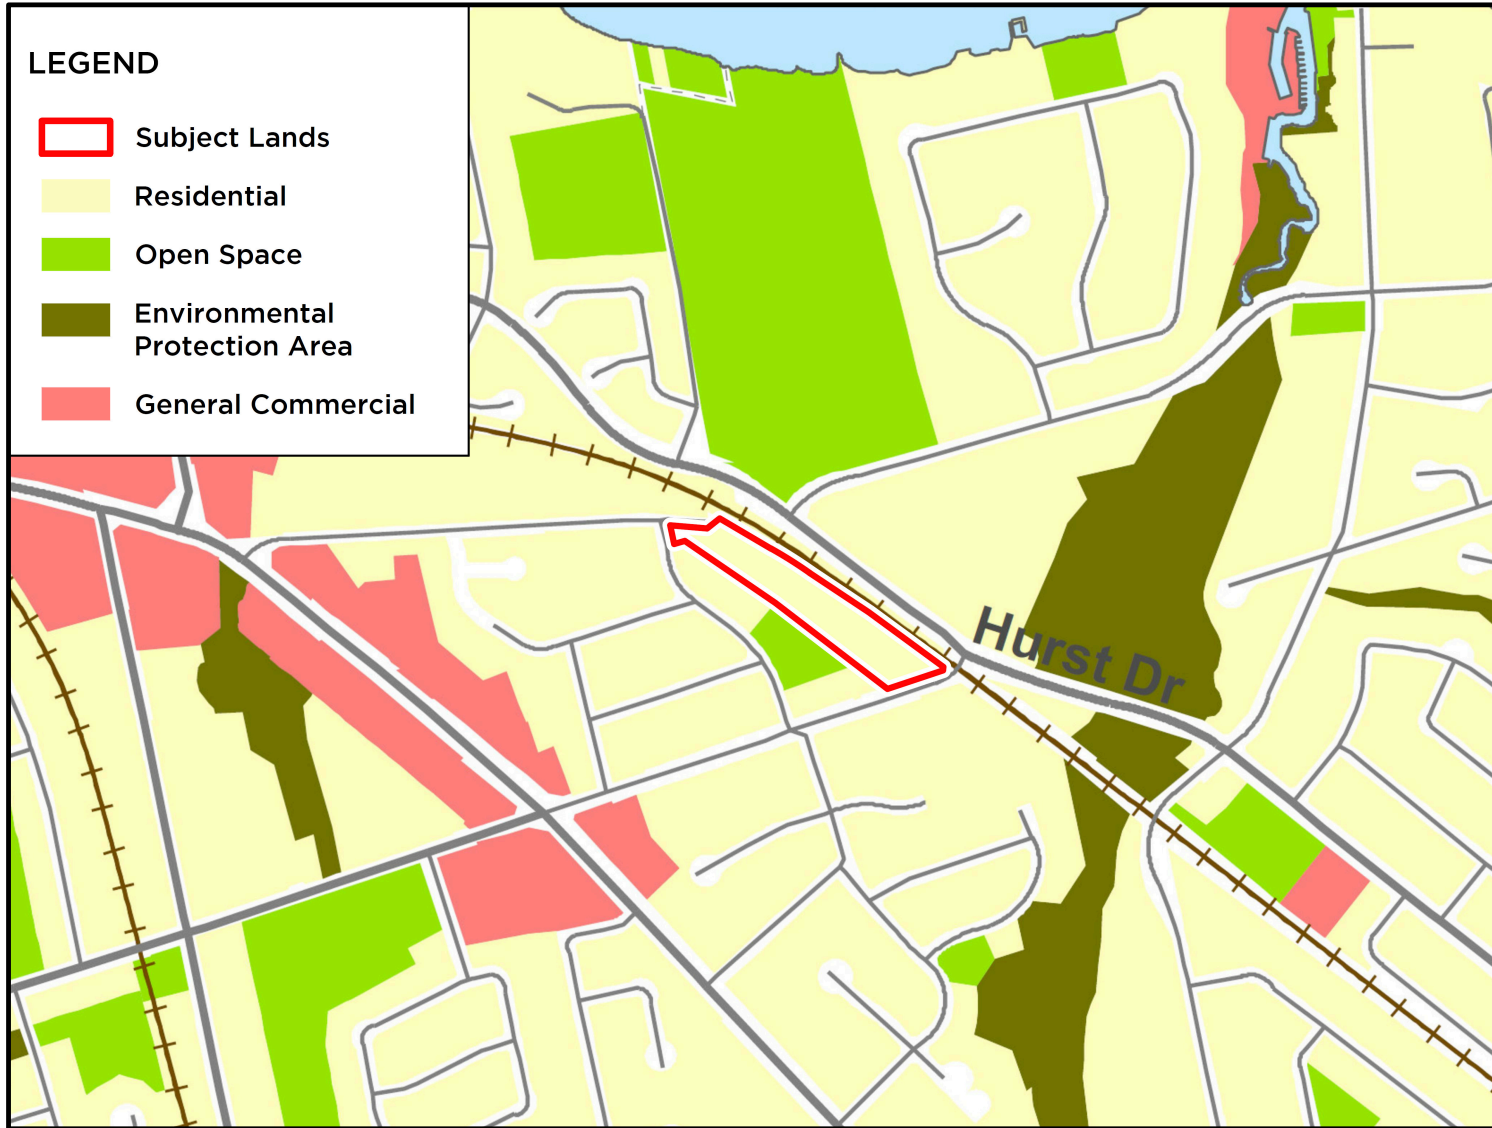 LEGEND
Subject Lands
Residential
Open Space
Environmental
Protection Area
General Commercial
Hurst Dr